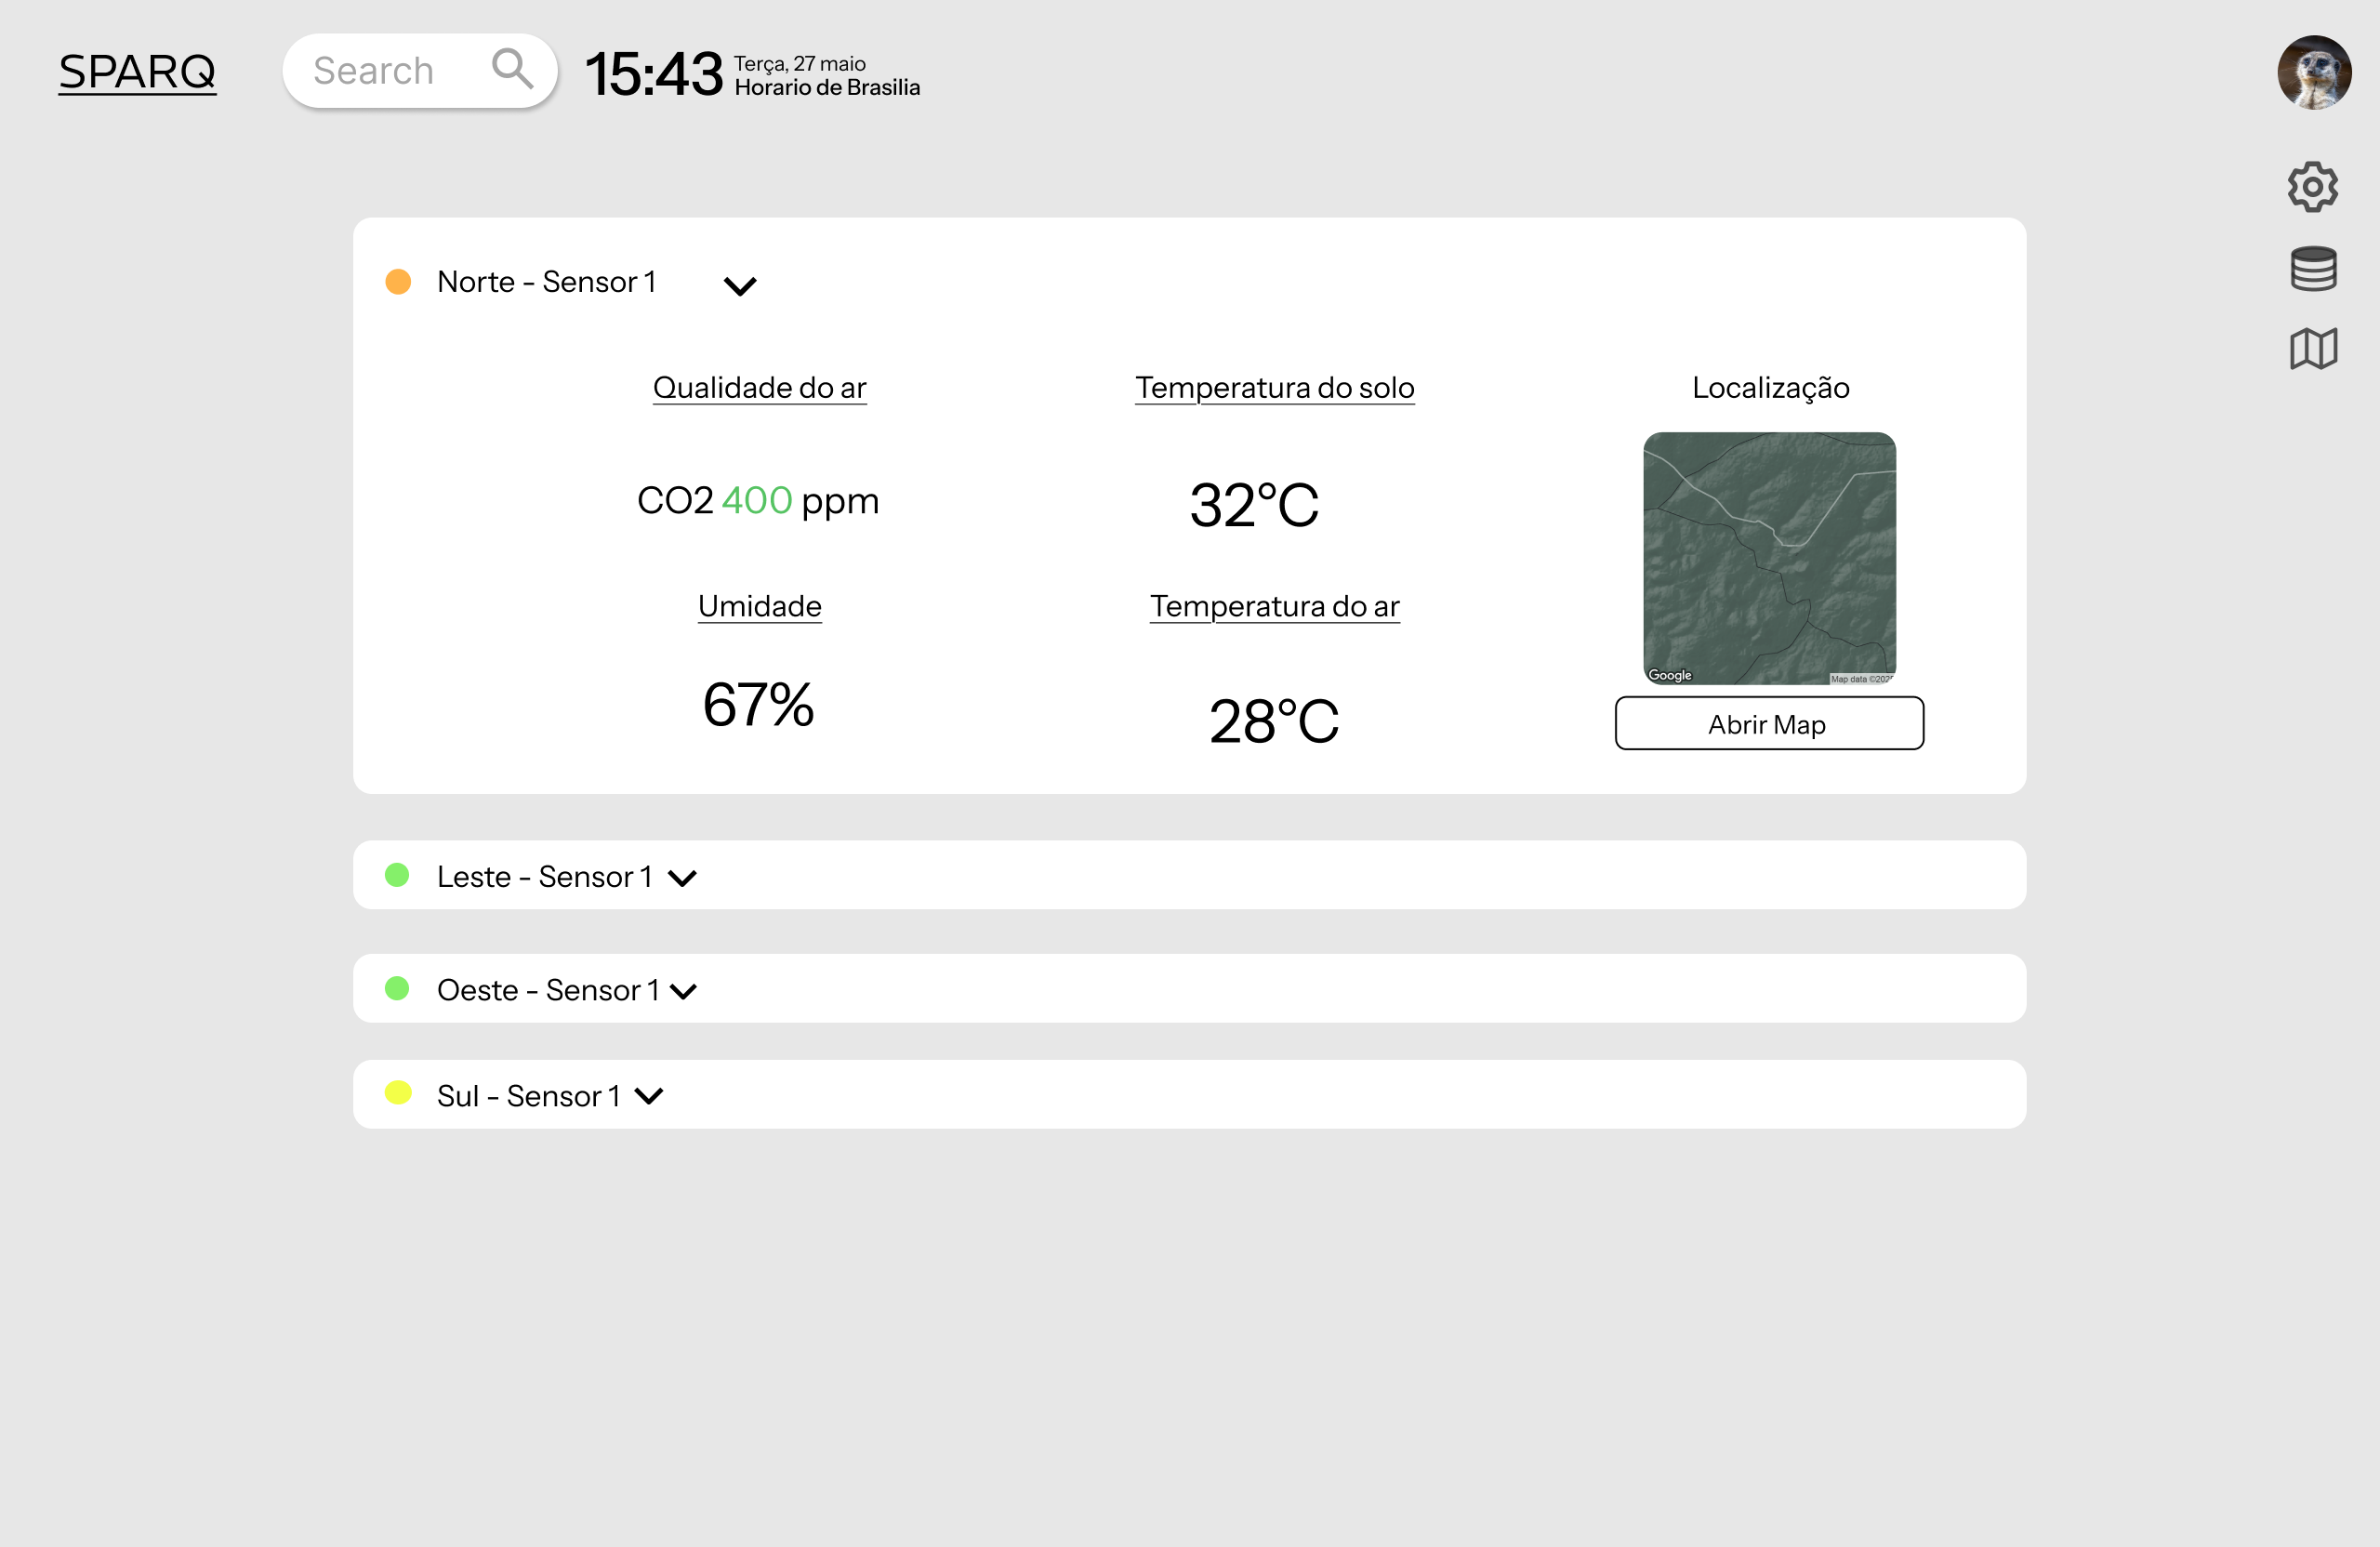 SPARQ
Search
15:43
Terça, 27 maio
Horario de Brasilia
Norte - Sensor 1
Qualidade do ar
Temperatura do solo
Localização
CO2 400 ppm
32°C
Umidade
Temperatura do ar
67%
28°C
Google
Map data ©202
Abrir Map
Leste - Sensor 1
Oeste - Sensor 1
Sul - Sensor 1